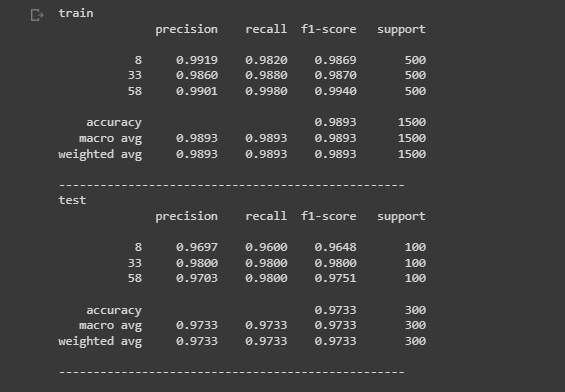 train
precision recall f1-score support
8 0.9919 0.9820 0.9869 500
33 0.9860 0.9880 0.9870 500
58 0.9901 0.9980 0.9940 500
accuracy 0.9893 1500
macro avg 0.9893 0.9893 0.9893 1500
weighted avg 0.9893 0.9893 0.9893 1500
--------------------------------------------------
test
precision recall f1-score support
8 0.9697 0.9600 0.9648 100
33 0.9800 0.9800 0.9800 100
58 0.9703 0.9800 0.9751 100
accuracy 0.9733 300
macro avg 0.9733 0.9733 0.9733 300
weighted avg 0.9733 0.9733 0.9733 300
--------------------------------------------------